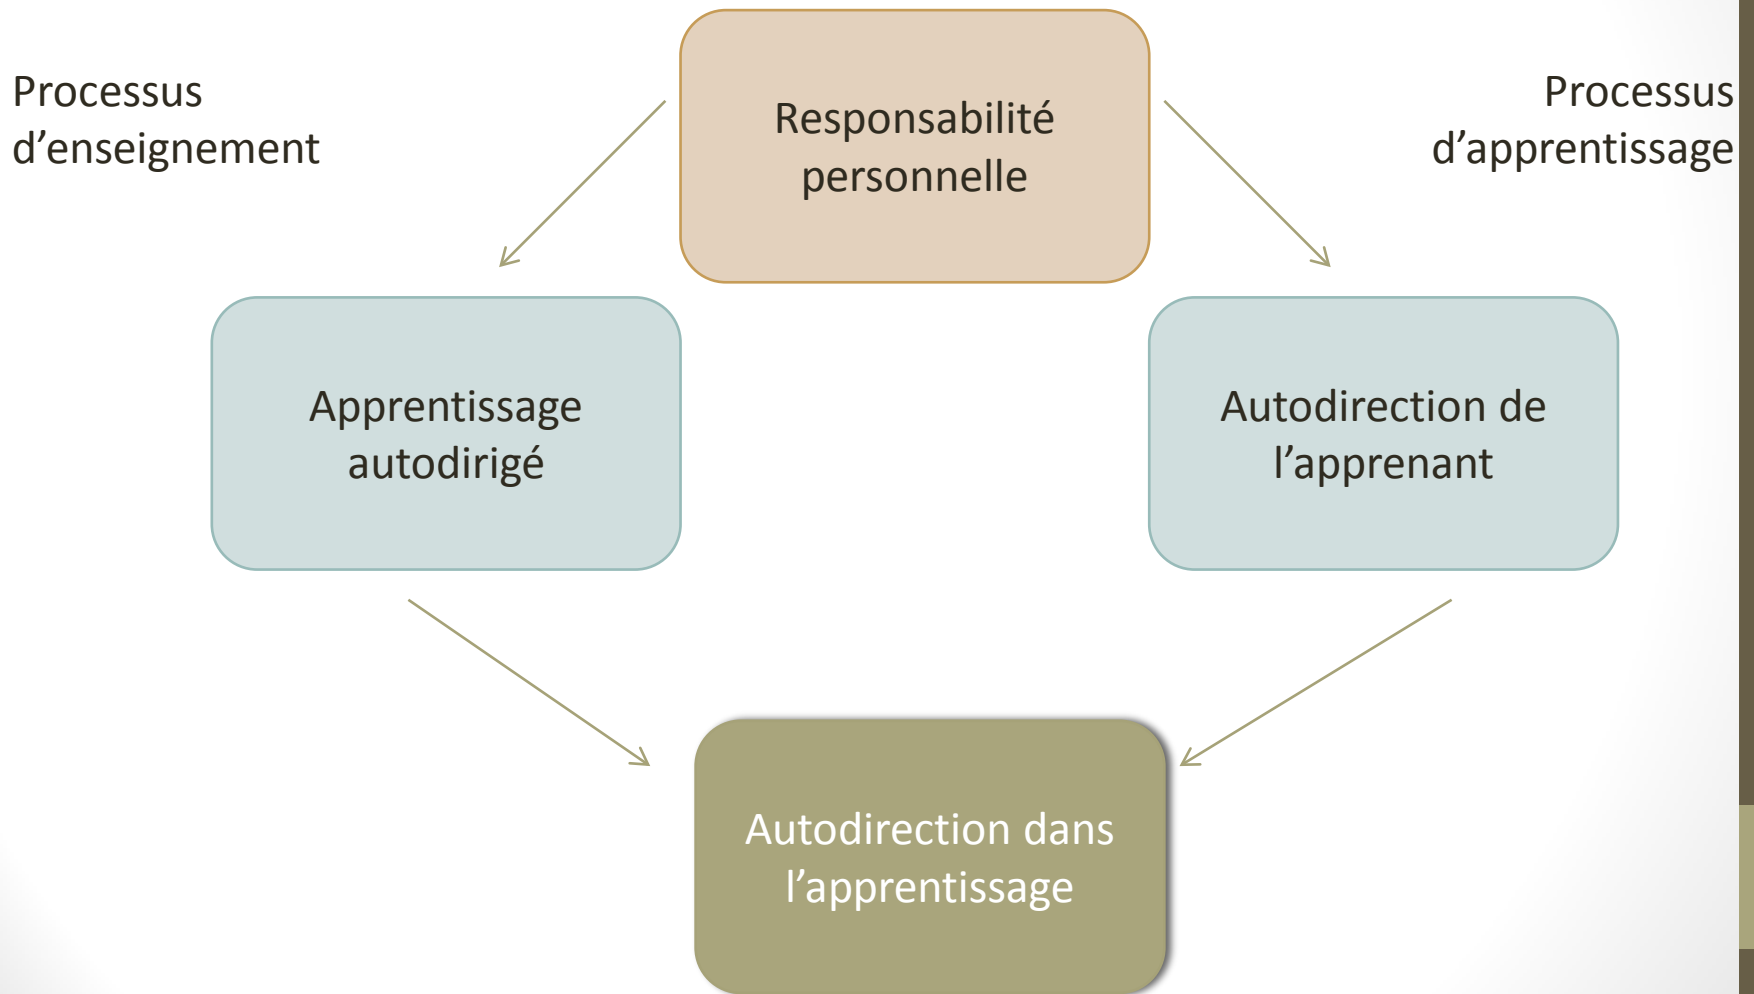 Processus
d’enseignement
Responsabilité
personnelle
Processus
d’apprentissage
Apprentissage
autodirigé
Autodirection de
l’apprenant
Autodirection dans
l’apprentissage